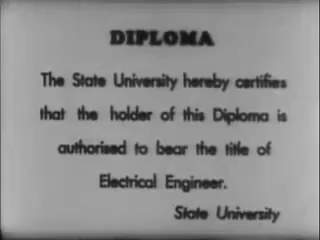 DIPLOMA
The State University hereby certifies
that the holder of this Diploma is
authorised to bear the title of
Electrical Engineer.
State University